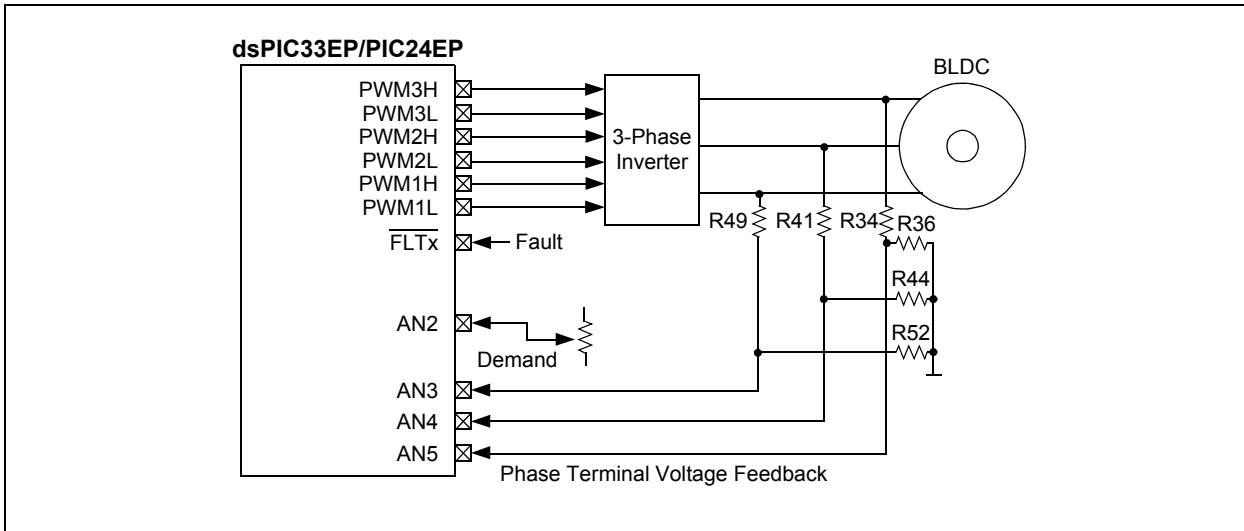 dsPIC33EP/PIC24EP
BLDC
PWM3H
PWM3L
PWM2H
PWM2L
PWM1H
PWM1L
3-Phase
Inverter
R49
R41
R34
R36
FLTx
Fault
R44
AN2
Demand
R52
AN3
AN4
AN5
Phase Terminal Voltage Feedback